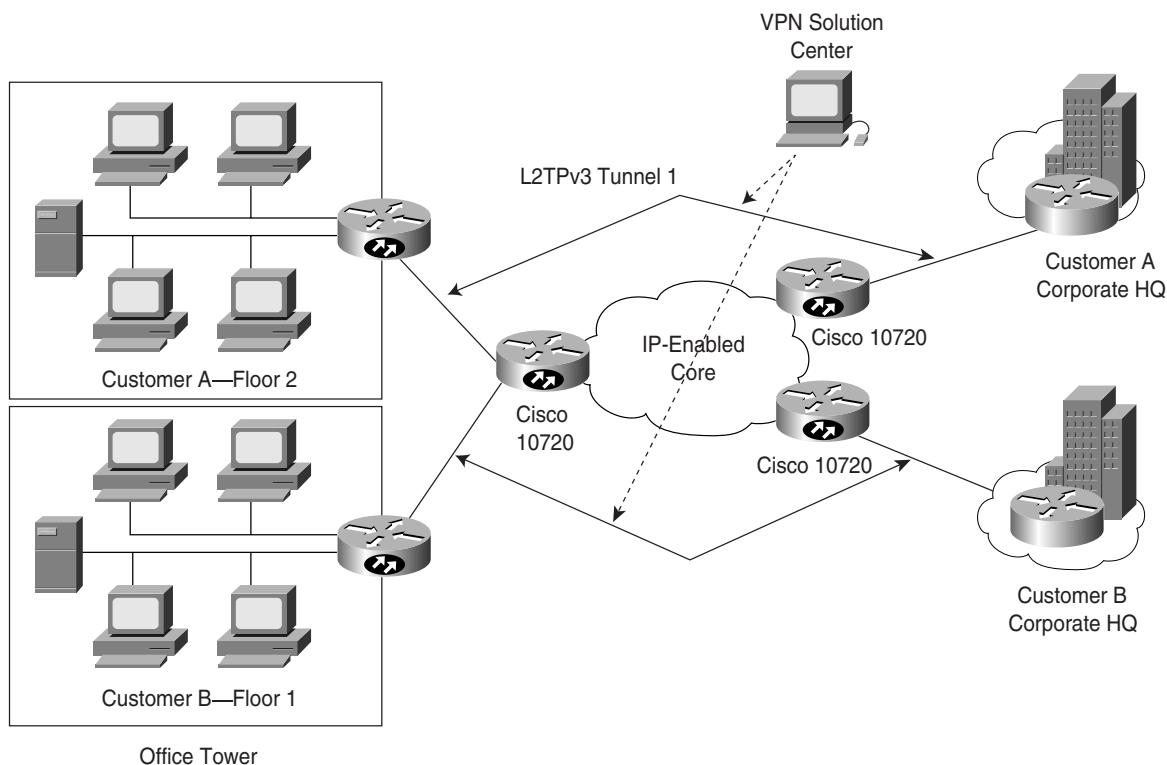 VPN Solution
Center
L2TPv3 Tunnel 1
Customer A
Corporate HQ
Cisco 10720
IP-Enabled
Core
Customer A—Floor 2
Cisco
10720
Cisco 10720
Customer B
Corporate HQ
Customer B—Floor 1
Office Tower